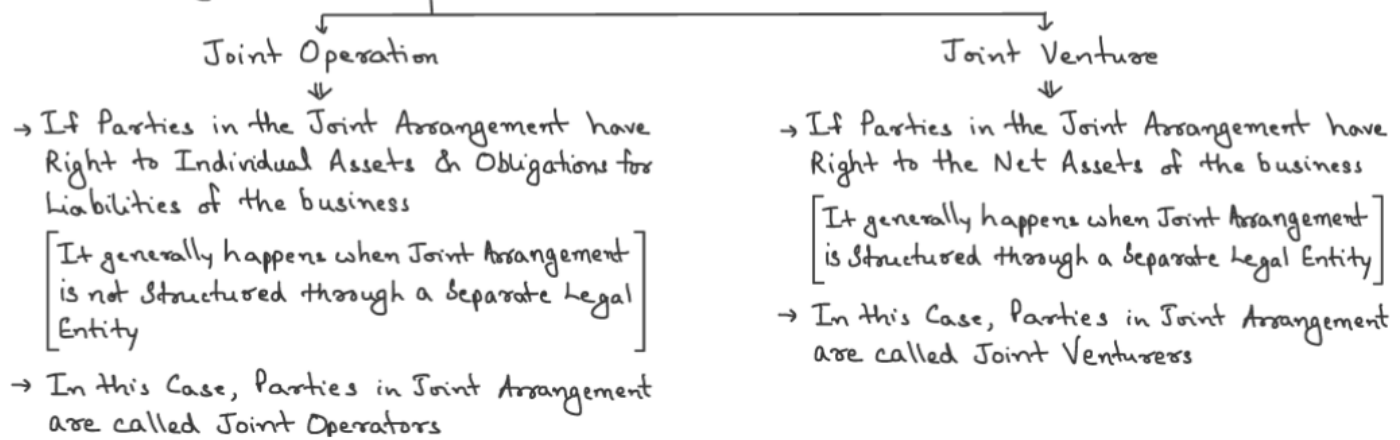 Joint Operation
⇓
→ If Parties in the Joint Arrangement have
Right to Individual Assets & Obligations for
Liabilities of the business
[It generally happens when Joint Arrangement
is not Structured through a Separate Legal
Entity]
→ In this Case, Parties in Joint Arrangement
are called Joint Operators
Joint Venture
⇓
→ If Parties in the Joint Arrangement have
Right to the Net Assets of the business
[It generally happens when Joint Arrangement
is Structured through a Separate Legal Entity]
→ In this Case, Parties in Joint Arrangement
are called Joint Venturers